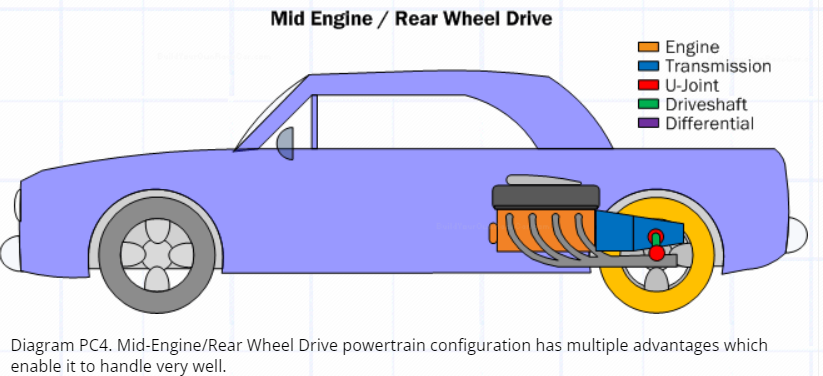 Mid Engine / Rear Wheel Drive
Engine
Transmission
U-Joint
Driveshaft
Differential
Diagram PC4. Mid-Engine/Rear Wheel Drive powertrain configuration has multiple advantages which
enable it to handle very well.